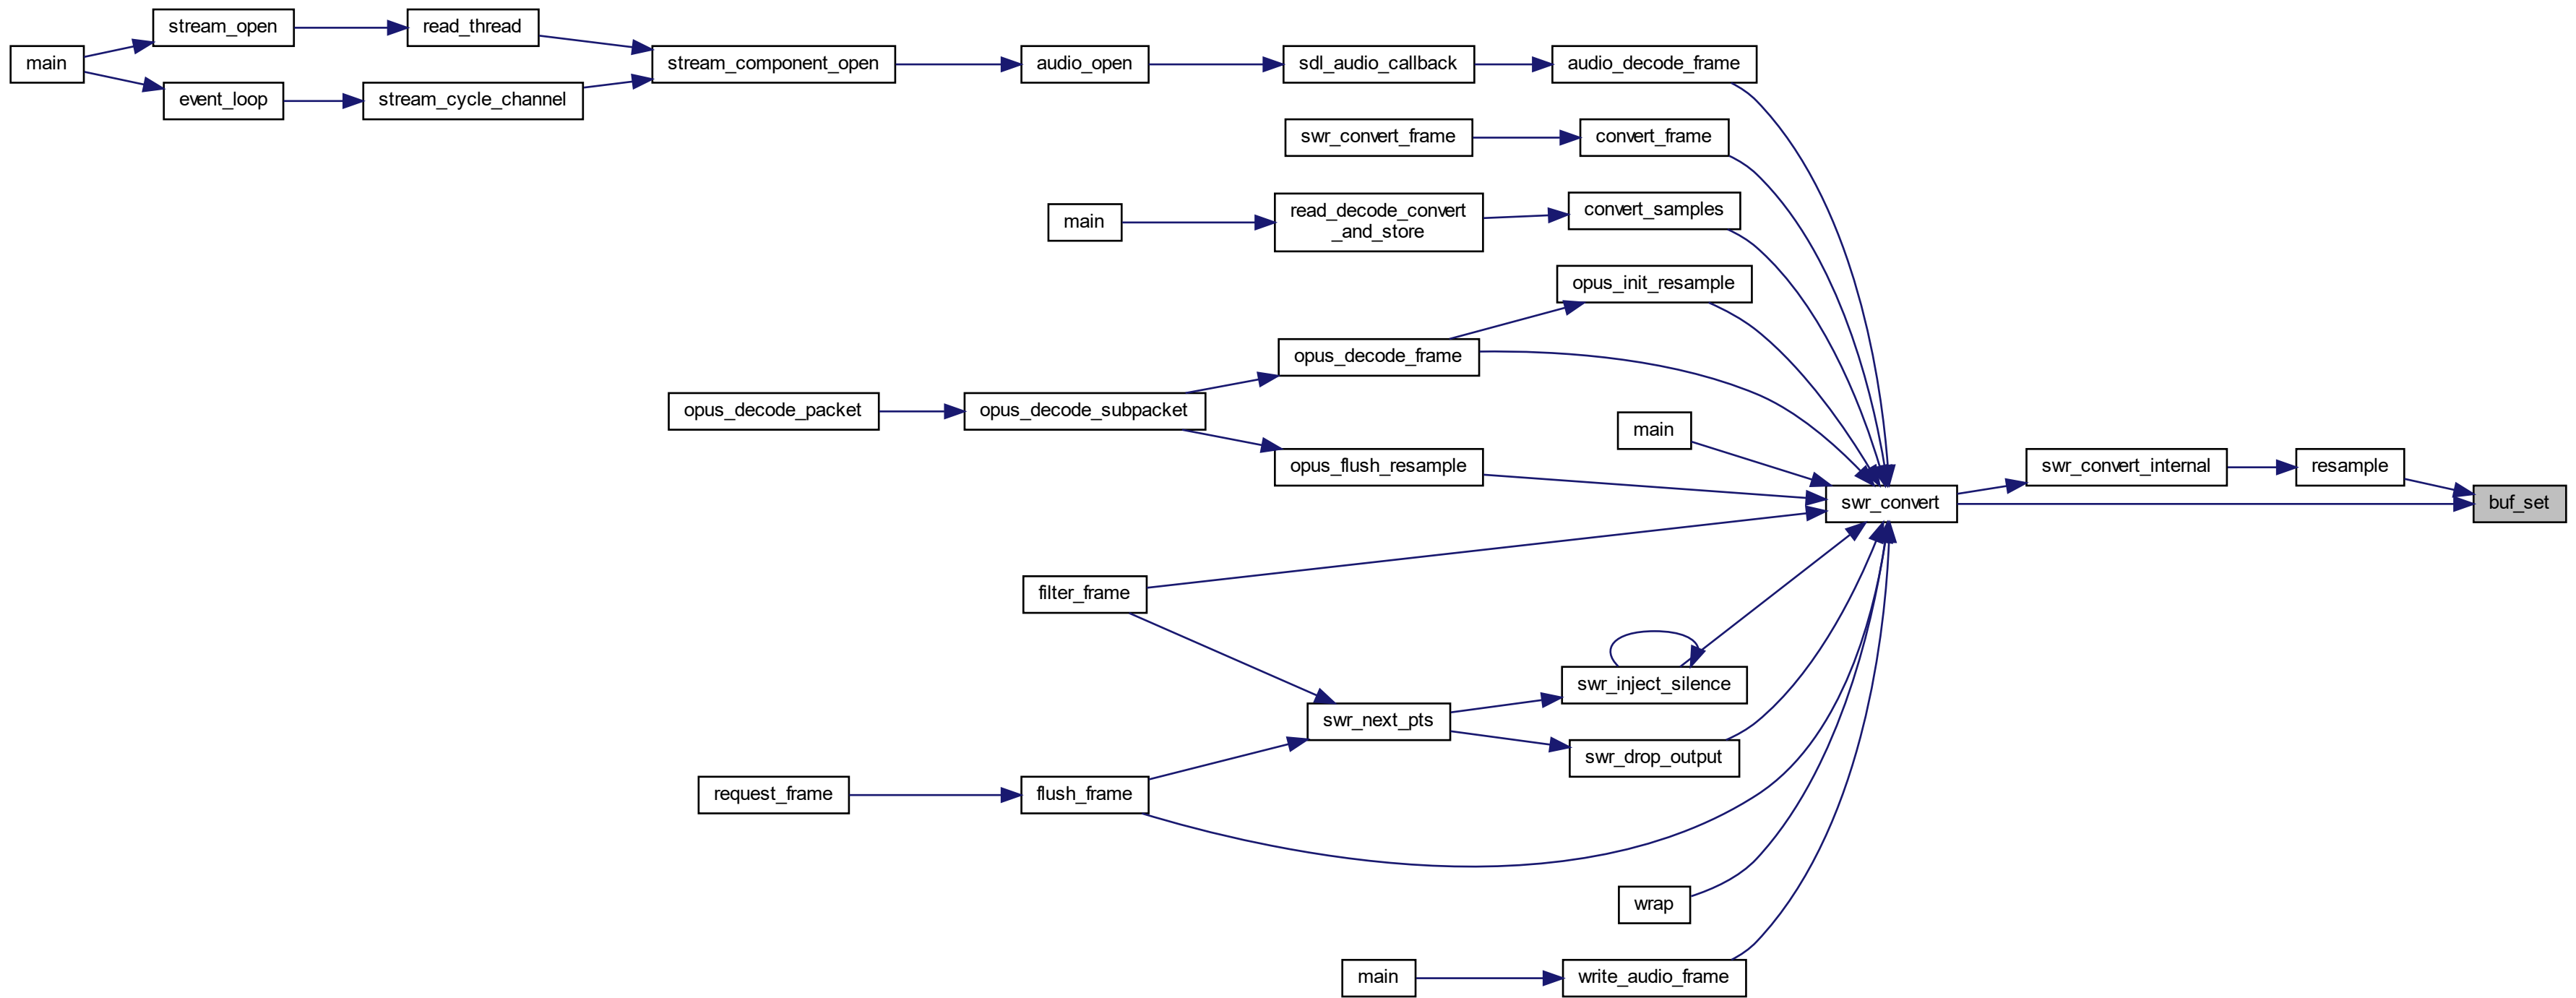 stream_open
read_thread
main
stream_component_open
audio_open
sdl_audio_callback
audio_decode_frame
event_loop
stream_cycle_channel
swr_convert_frame
convert_frame
main
read_decode_convert
_and_store
convert_samples
opus_init_resample
opus_decode_frame
opus_decode_packet
opus_decode_subpacket
main
opus_flush_resample
swr_convert_internal
resample
swr_convert
buf_set
filter_frame
swr_inject_silence
swr_next_pts
swr_drop_output
request_frame
flush_frame
wrap
main
write_audio_frame